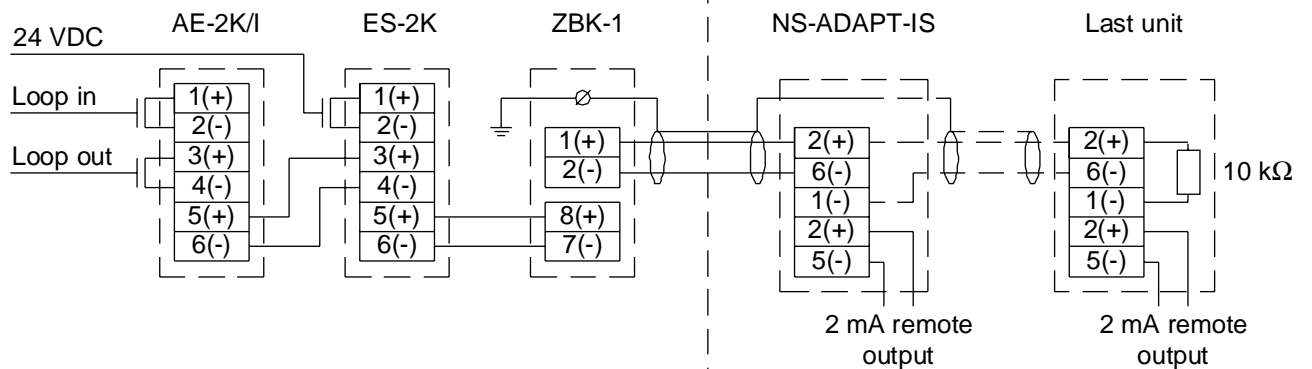 AE-2K/I
ES-2K
ZBK-1
NS-ADAPT-IS
Last unit
24 VDC
Loop in
Loop out
1(+)
2(-)
3(+)
4(-)
5(+)
6(-)
1(+)
2(-)
3(+)
4(-)
5(+)
6(-)
1(+)
2(-)
8(+)
7(-)
2(+)
6(-)
1(-)
2(+)
5(-)
2 mA remote
output
2(+)
6(-)
1(-)
2(+)
5(-)
10 kΩ
2 mA remote
output